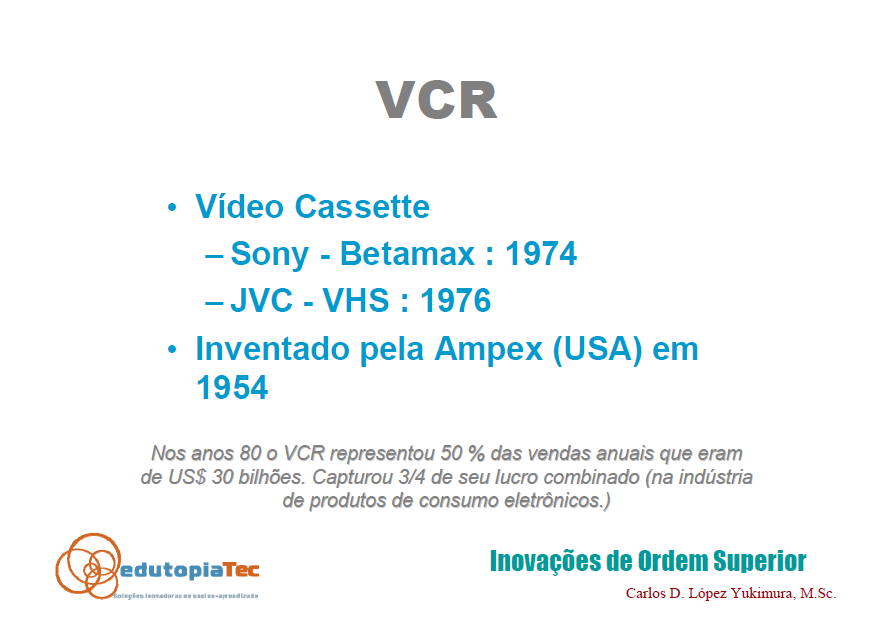 VCR
• Vídeo Cassette
– Sony - Betamax : 1974
– JVC - VHS : 1976
• Inventado pela Ampex (USA) em
1954
Nos anos 80 o VCR representou 50 % das vendas anuais que eram
de US$ 30 bilhões. Capturou 3/4 de seu lucro combinado (na indústria
de produtos de consumo eletrônicos.)
edutopiaTec
Soluções inovadoras no ensino-aprendizado
Inovações de Ordem Superior
Carlos D. López Yukimura, M.Sc.